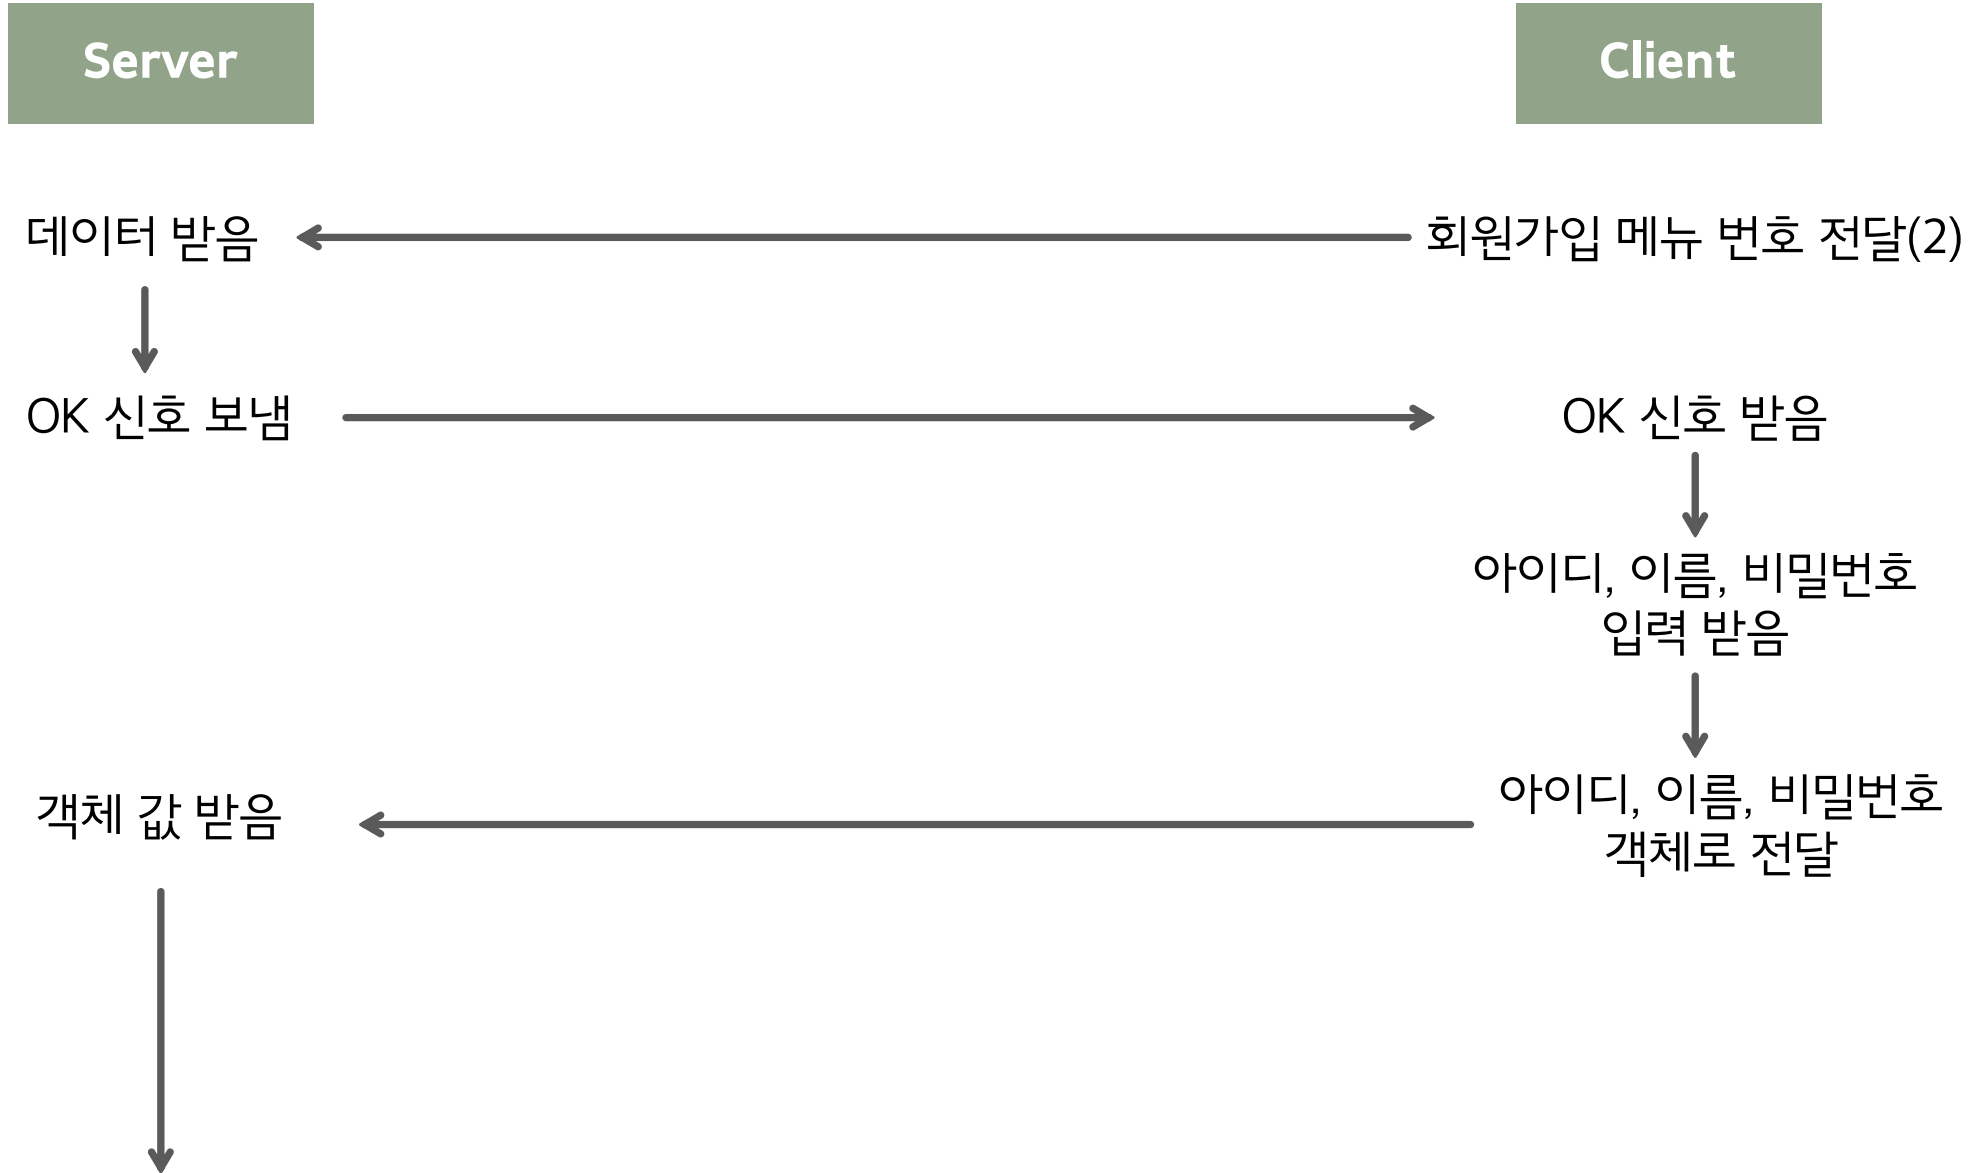 Server
Client
데이터 받음
회원가입 메뉴 번호 전달(2)
OK 신호 보냄
OK 신호 받음
아이디, 이름, 비밀번호
입력 받음
객체 값 받음
아이디, 이름, 비밀번호
객체로 전달